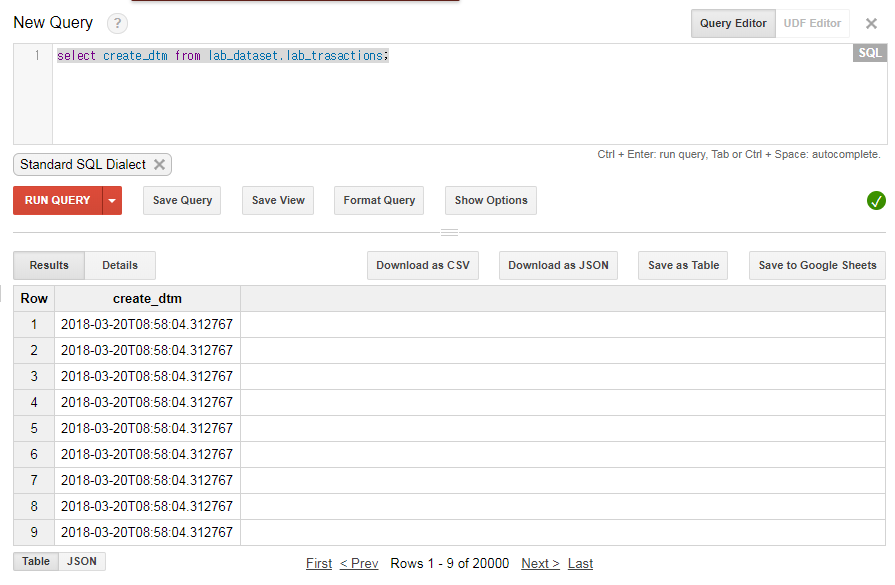 New Query ? Query Editor UDF Editor ✕
1 select create_dtm from lab_dataset.lab_trasactions; SQL
Ctrl + Enter: run query, Tab or Ctrl + Space: autocomplete.
Standard SQL Dialect ✕
RUN QUERY Save Query Save View Format Query Show Options
Results Details Download as CSV Download as JSON Save as Table Save to Google Sheets
Row create_dtm
1 2018-03-20T08:58:04.312767
2 2018-03-20T08:58:04.312767
3 2018-03-20T08:58:04.312767
4 2018-03-20T08:58:04.312767
5 2018-03-20T08:58:04.312767
6 2018-03-20T08:58:04.312767
7 2018-03-20T08:58:04.312767
8 2018-03-20T08:58:04.312767
9 2018-03-20T08:58:04.312767
Table JSON First < Prev Rows 1 - 9 of 20000 Next > Last